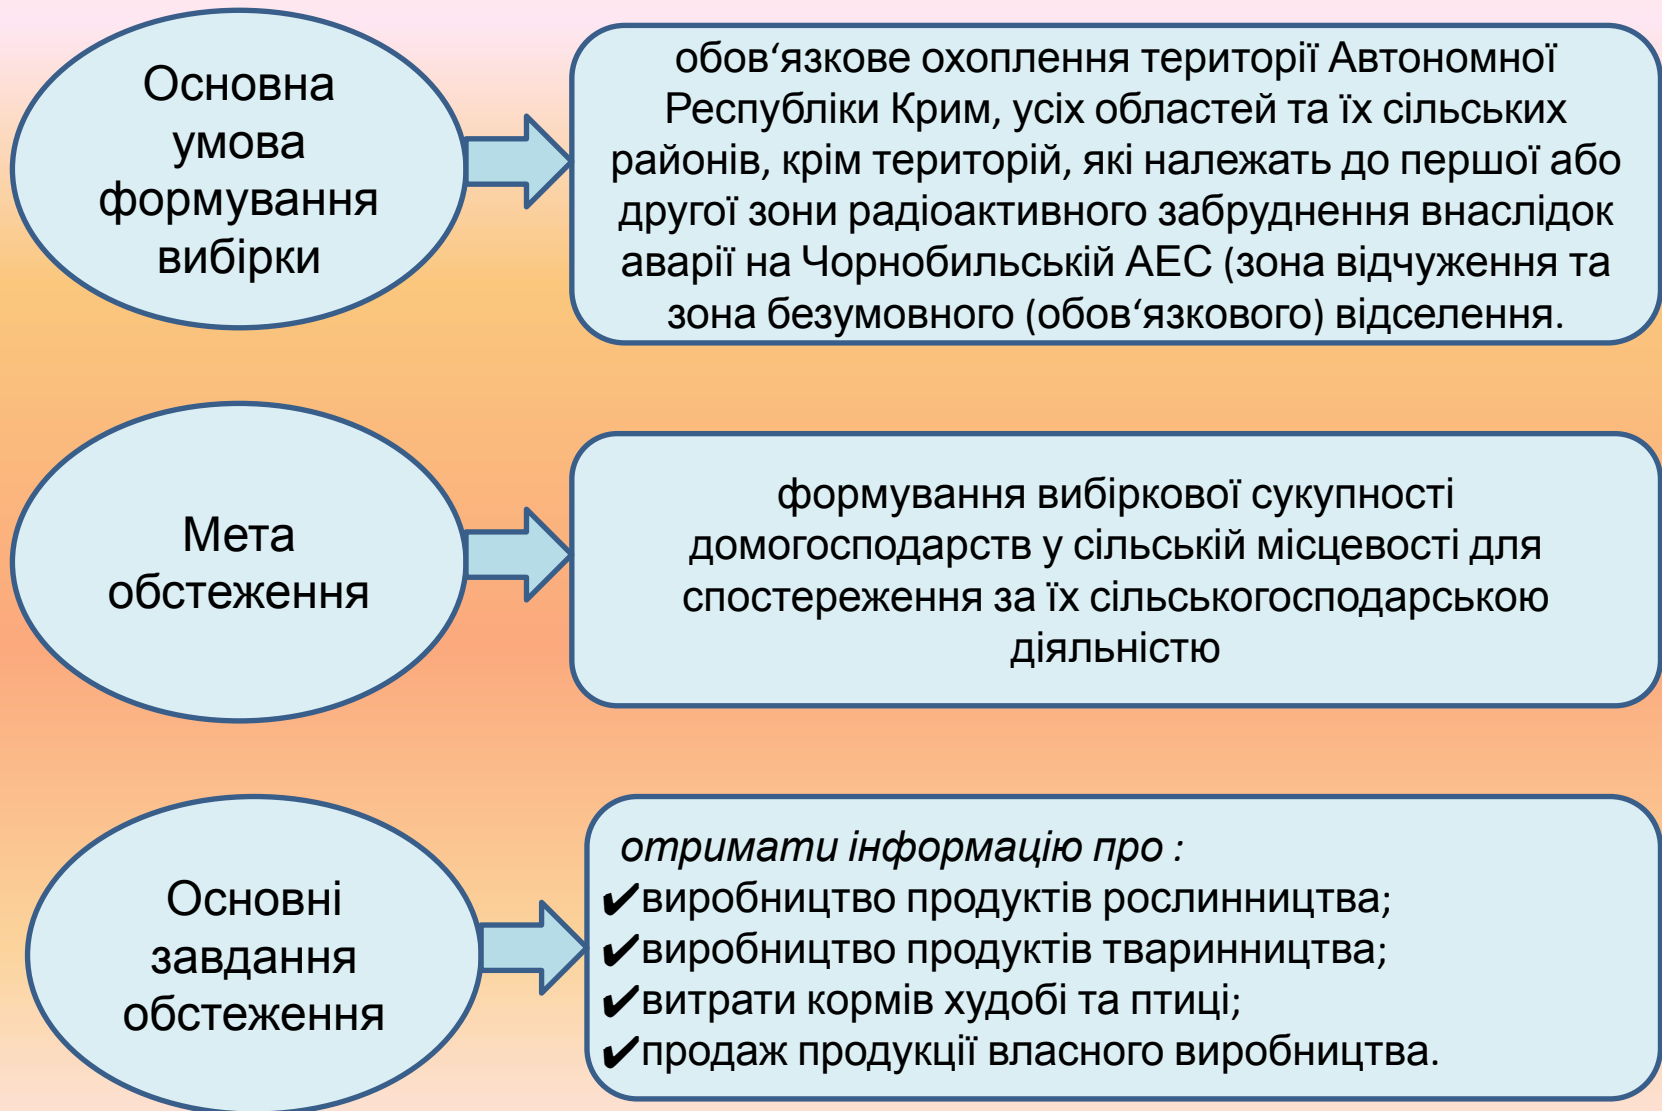 Основна
умова
формування
вибірки
обов‘язкове охоплення території Автономної
Республіки Крим, усіх областей та їх сільських
районів, крім територій, які належать до першої або
другої зони радіоактивного забруднення внаслідок
аварії на Чорнобильській АЕС (зона відчуження та
зона безумовного (обов‘язкового) відселення.
Мета
обстеження
формування вибіркової сукупності
домогосподарств у сільській місцевості для
спостереження за їх сільськогосподарською
діяльністю
Основні
завдання
обстеження
отримати інформацію про :
✔виробництво продуктів рослинництва;
✔виробництво продуктів тваринництва;
✔витрати кормів худобі та птиці;
✔продаж продукції власного виробництва.